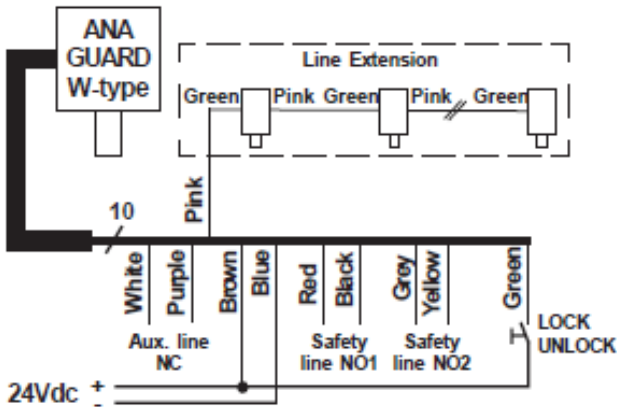 ANA
GUARD
W-type
Line Extension
Green Pink Green Pink Green
Pink
10
White
Purple
Brown
Blue
Red
Black
Grey
Yellow
Green
Aux. line
NC
Safety
line NO1
Safety
line NO2
LOCK
UNLOCK
24Vdc +
-